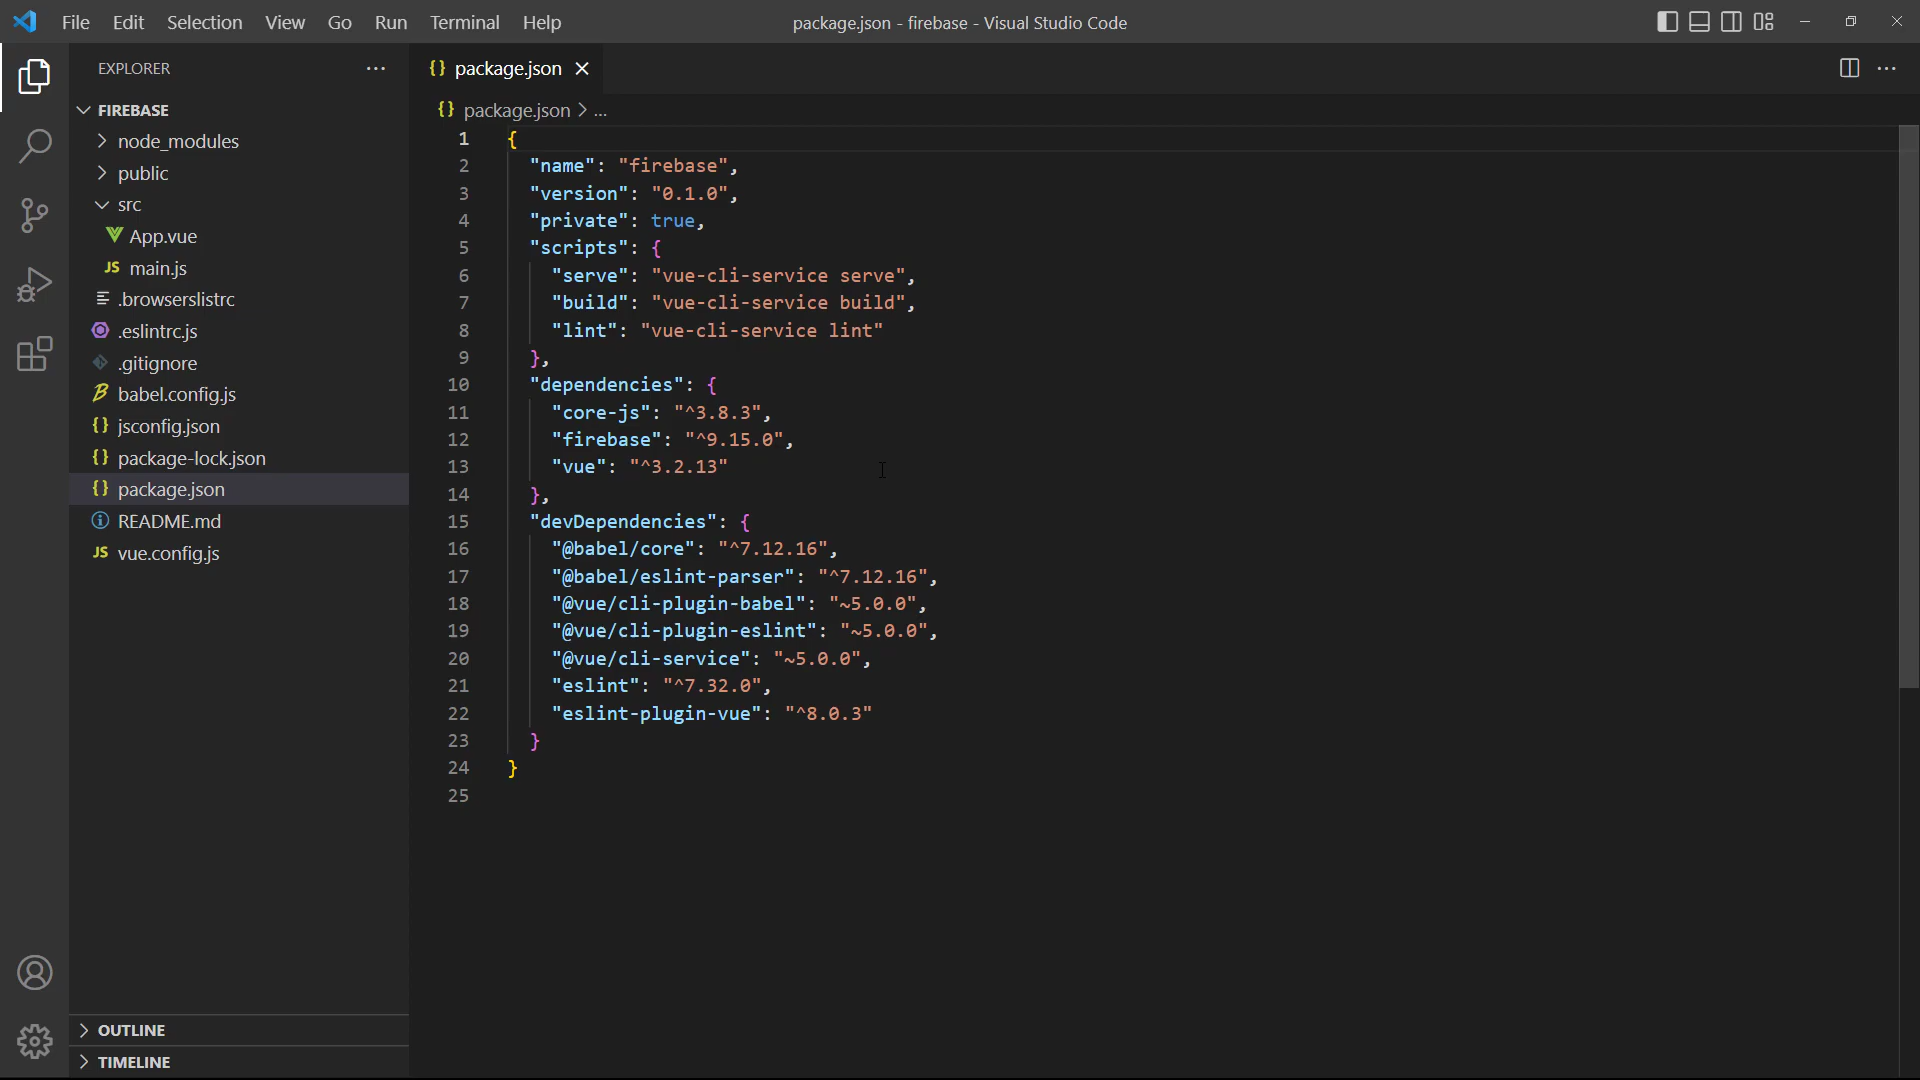 File Edit Selection View Go Run Terminal Help
package.json - firebase - Visual Studio Code
EXPLORER
FIREBASE
node_modules
public
src
App.vue
JS main.js
.browserslistrc
.eslintrc.js
.gitignore
babel.config.js
{} jsconfig.json
{} package-lock.json
{} package.json
README.md
JS vue.config.js
OUTLINE
TIMELINE
{} package.json
{} package.json > ...
1 {
2 "name": "firebase",
3 "version": "0.1.0",
4 "private": true,
5 "scripts": {
6 "serve": "vue-cli-service serve",
7 "build": "vue-cli-service build",
8 "lint": "vue-cli-service lint"
9 },
10 "dependencies": {
11 "core-js": "^3.8.3",
12 "firebase": "^9.15.0",
13 "vue": "^3.2.13"
14 },
15 "devDependencies": {
16 "@babel/core": "^7.12.16",
17 "@babel/eslint-parser": "^7.12.16",
18 "@vue/cli-plugin-babel": "~5.0.0",
19 "@vue/cli-plugin-eslint": "~5.0.0",
20 "@vue/cli-service": "~5.0.0",
21 "eslint": "^7.32.0",
22 "eslint-plugin-vue": "^8.0.3"
23 }
24 }
25